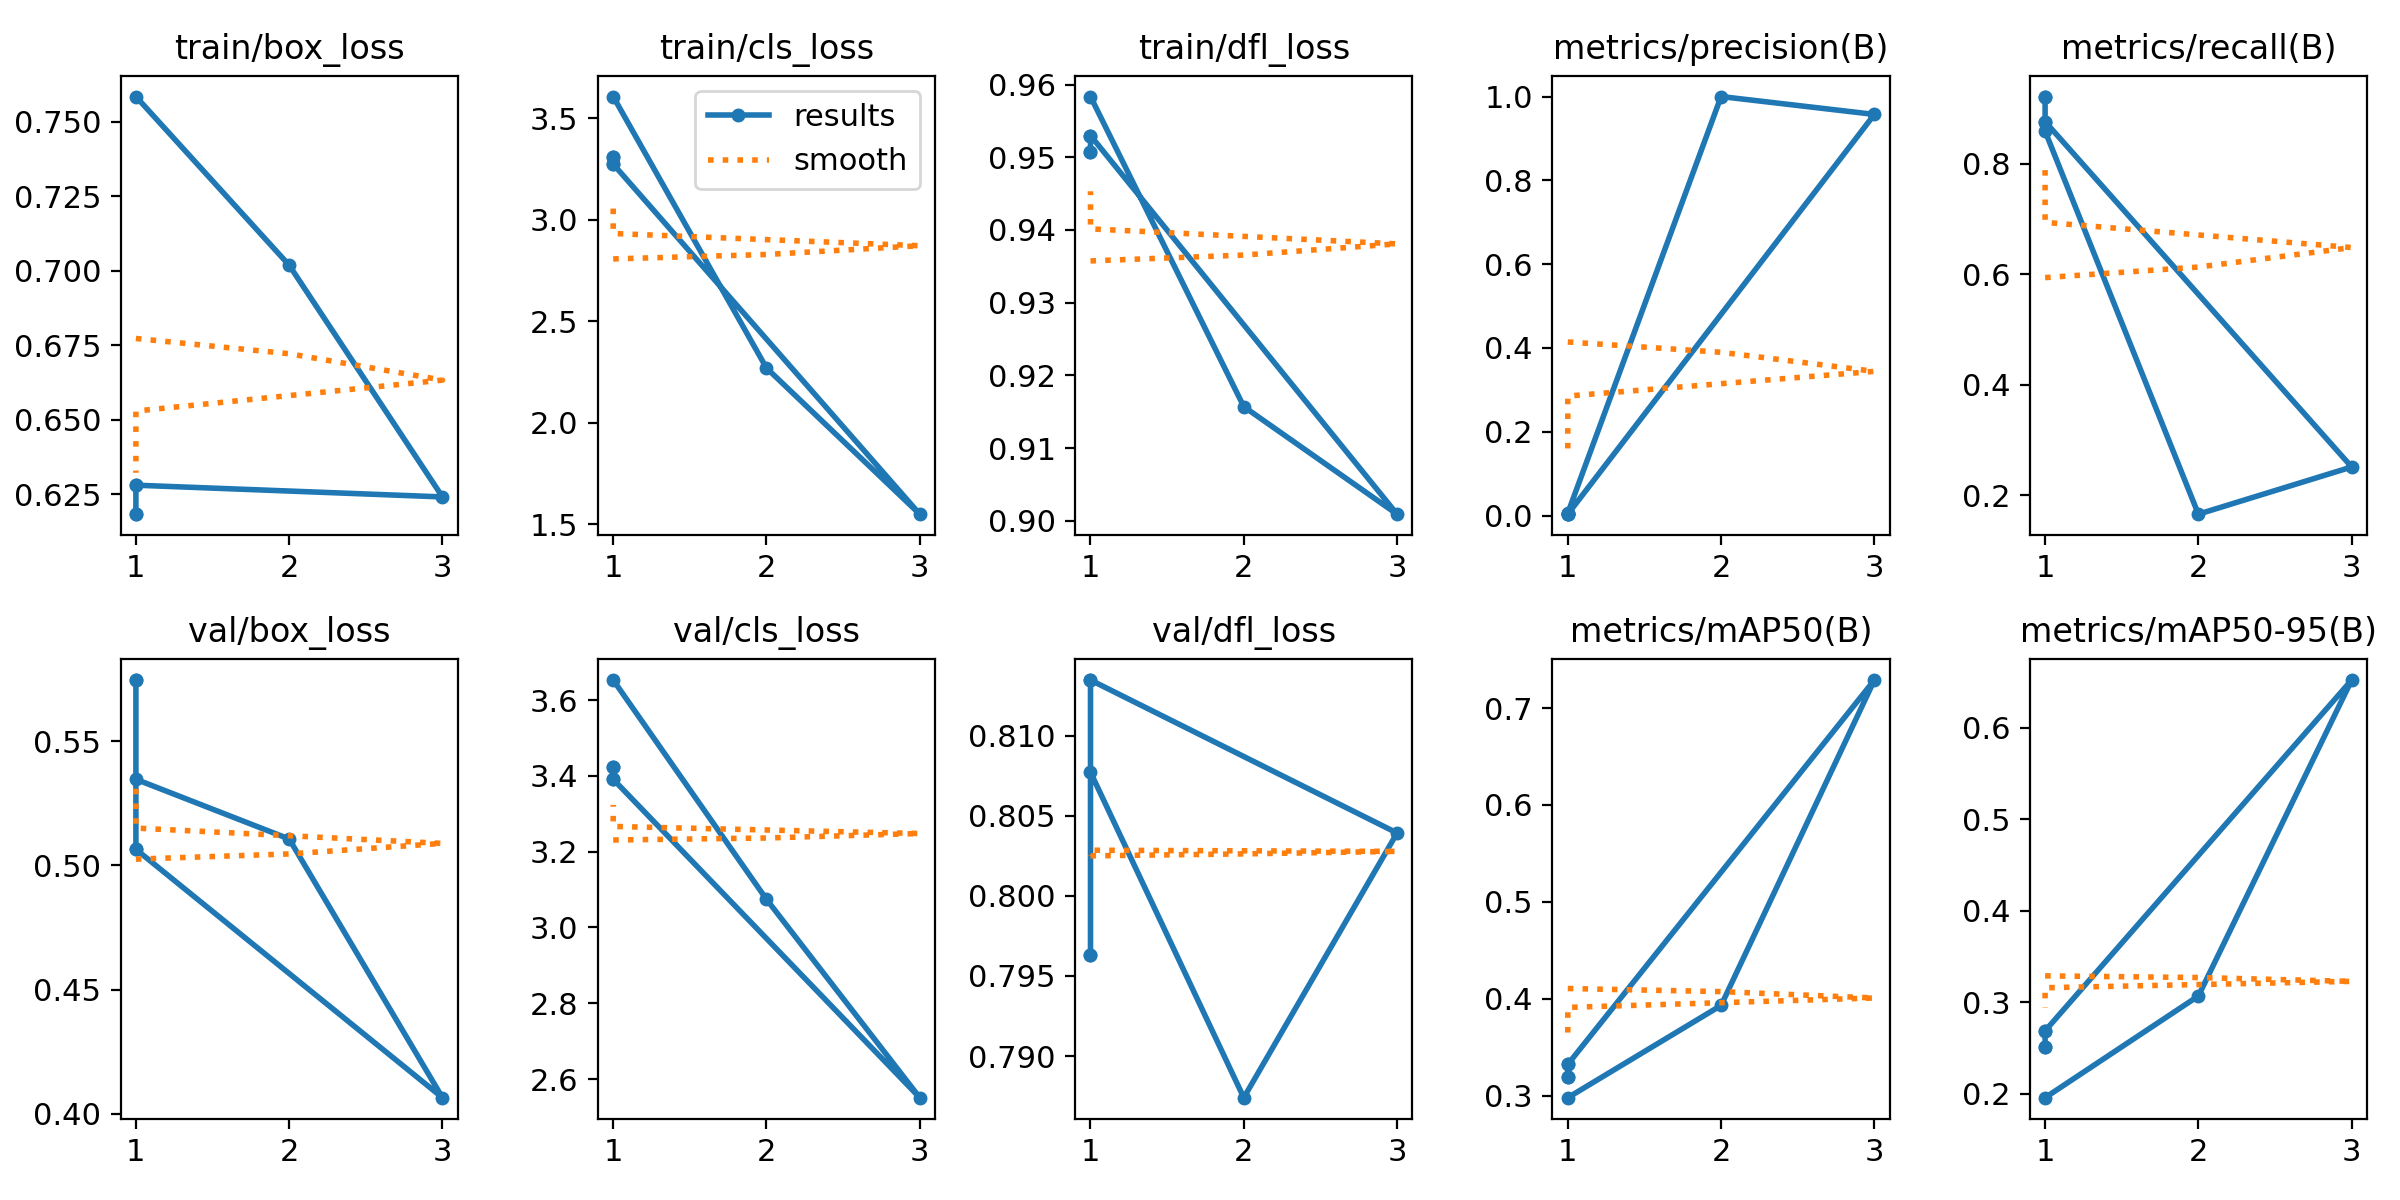 train/box_loss
0.750
0.725
0.700
0.675
0.650
0.625
1 2 3
train/cls_loss
3.5
3.0
2.5
2.0
1.5
1 2 3
results
smooth
train/dfl_loss
0.96
0.95
0.94
0.93
0.92
0.91
0.90
1 2 3
metrics/precision(B)
1.0
0.8
0.6
0.4
0.2
0.0
1 2 3
metrics/recall(B)
0.8
0.6
0.4
0.2
1 2 3
val/box_loss
0.55
0.50
0.45
0.40
1 2 3
val/cls_loss
3.6
3.4
3.2
3.0
2.8
2.6
1 2 3
val/dfl_loss
0.810
0.805
0.800
0.795
0.790
1 2 3
metrics/mAP50(B)
0.7
0.6
0.5
0.4
0.3
1 2 3
metrics/mAP50-95(B)
0.6
0.5
0.4
0.3
0.2
1 2 3